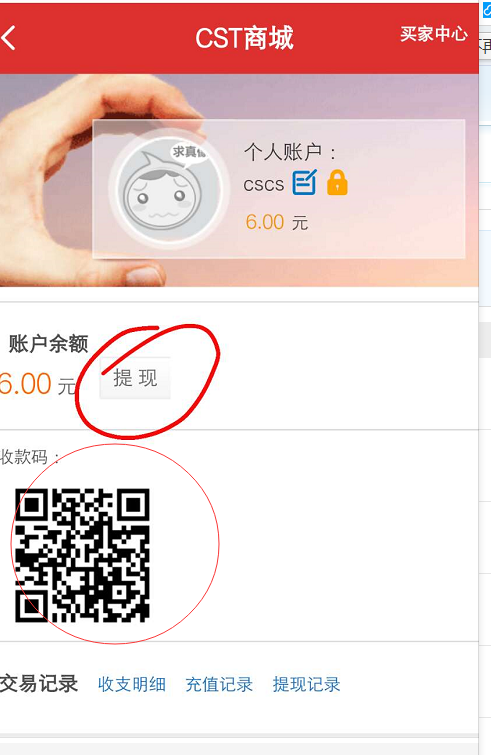 CST商城
买家中心
求真
个人账户：
cscs
6.00 元
账户余额
6.00 元
提 现
收款码：
交易记录 收支明细 充值记录 提现记录